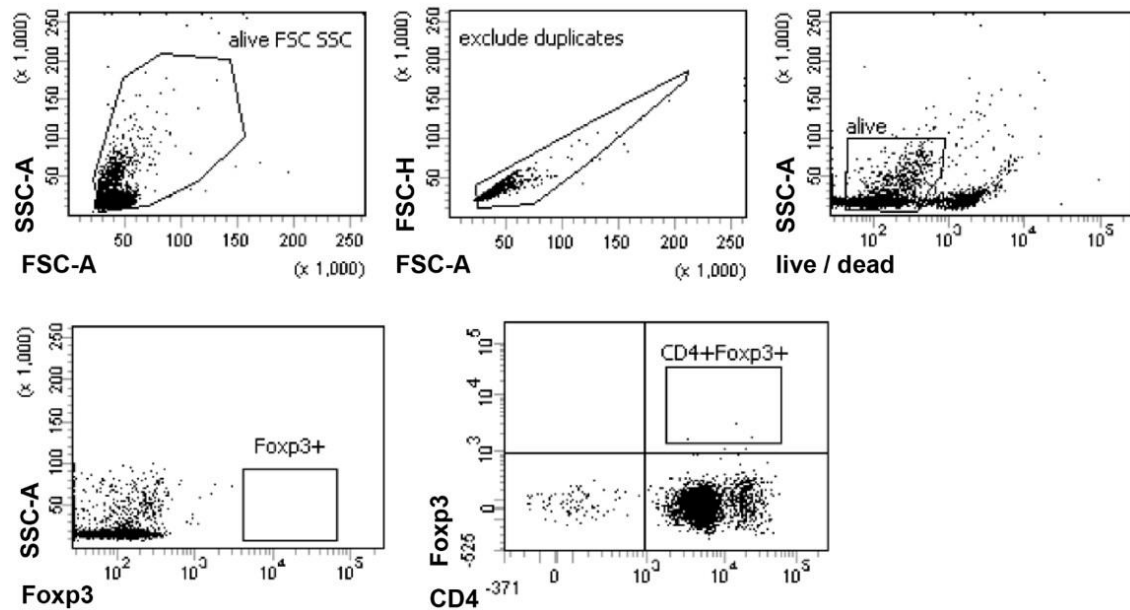 250
200
150
100
50
(x 1,000)
SSC-A
alive FSC SSC
50 100 150 200 250
FSC-A
(x 1,000)
250
200
150
100
50
(x 1,000)
FSC-H
exclude duplicates
50 100 150 200 250
FSC-A
(x 1,000)
250
200
150
100
50
(x 1,000)
SSC-A
alive
10² 10³ 10⁴ 10⁵
live / dead
250
200
150
100
50
(x 1,000)
SSC-A
Foxp3+
10² 10³ 10⁴ 10⁵
Foxp3
10⁵
10⁴
10³
0
-525
Foxp3
CD4+Foxp3+
0 10³ 10⁴ 10⁵
-371
CD4